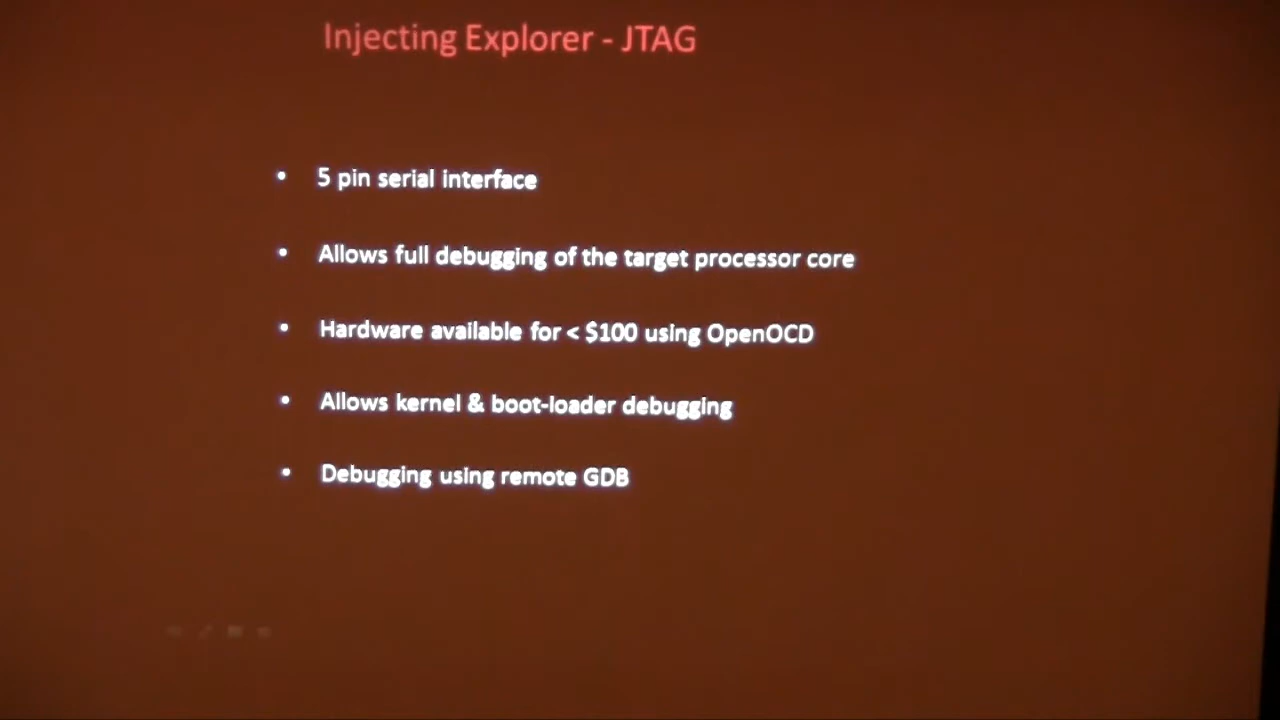 Injecting Explorer - JTAG
• 5 pin serial interface
• Allows full debugging of the target processor core
• Hardware available for < $100 using OpenOCD
• Allows kernel & boot-loader debugging
• Debugging using remote GDB